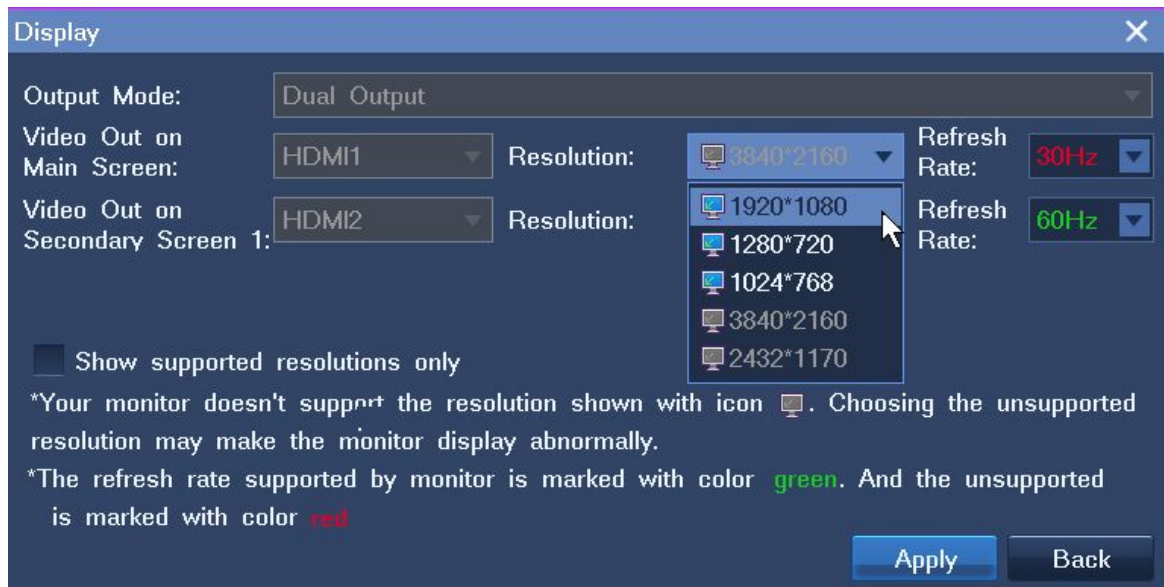 Display
Output Mode: Dual Output
Video Out on
Main Screen: HDMI1 Resolution: 3840*2160 Refresh
Rate: 30Hz
Video Out on
Secondary Screen 1: HDMI2 Resolution: Refresh
Rate: 60Hz
1920*1080
1280*720
1024*768
3840*2160
2432*1170
Show supported resolutions only
*Your monitor doesn't support the resolution shown with icon . Choosing the unsupported
resolution may make the monitor display abnormally.
*The refresh rate supported by monitor is marked with color green. And the unsupported
is marked with color red
Apply Back